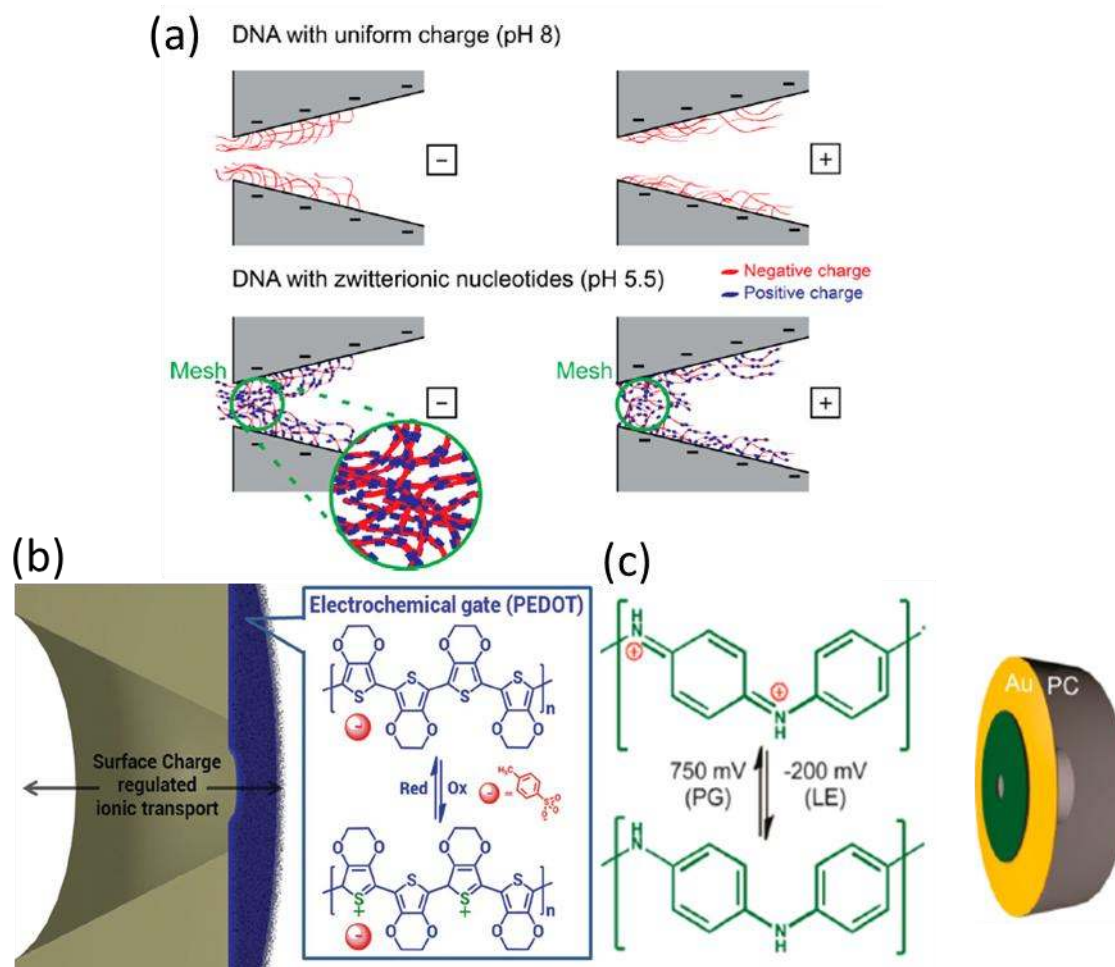 (a)
DNA with uniform charge (pH 8)
− − − − − − − −
− +
− − − − − − − −
DNA with zwitterionic nucleotides (pH 5.5)
Negative charge
Positive charge
Mesh
− − − − −
Mesh
− − − − +
− − − − − −
(b)
Electrochemical gate (PEDOT)
O O O O
S S S S
n
O O O O
−
Surface Charge
regulated
ionic transport
Red Ox
− =
H₃C
S O O O -
O O O O
S S S S
+ +
n
O O O O
−
(c)
H
N
+
+
N
H
750 mV
(PG)
-200 mV
(LE)
H
N
N
H
Au PC